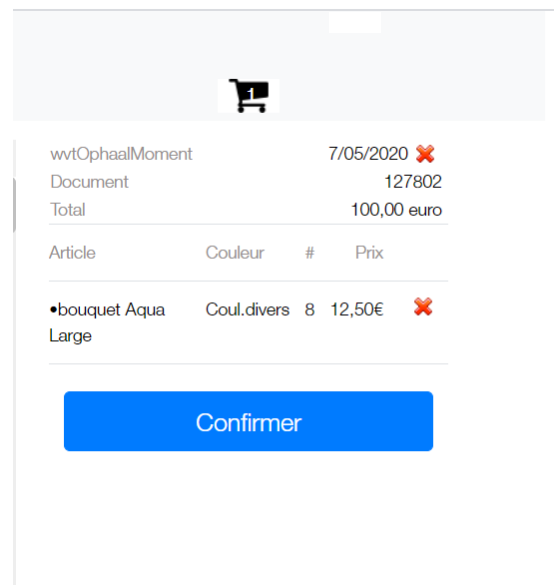 1
wvtOphaalMoment 7/05/2020
Document 127802
Total 100,00 euro
Article Couleur # Prix
•bouquet Aqua Coul.divers 8 12,50€
Large
Confirmer